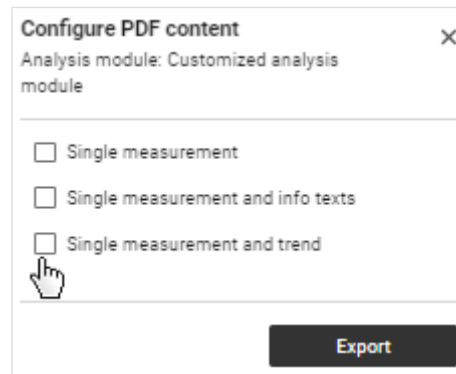 Configure PDF content
Analysis module: Customized analysis
module
Single measurement
Single measurement and info texts
Single measurement and trend
Export